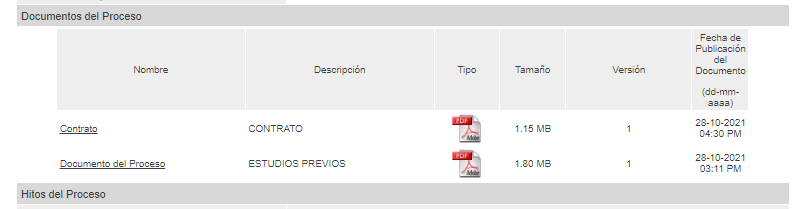 Documentos del Proceso
Nombre
Descripción
Tipo
Tamaño
Versión
Fecha de
Publicación
del
Documento
(dd-mm-
aaaa)
Contrato
CONTRATO
PDF
Adobe
1.15 MB
1
28-10-2021
04:30 PM
Documento del Proceso
ESTUDIOS PREVIOS
PDF
Adobe
1.80 MB
1
28-10-2021
03:11 PM
Hitos del Proceso